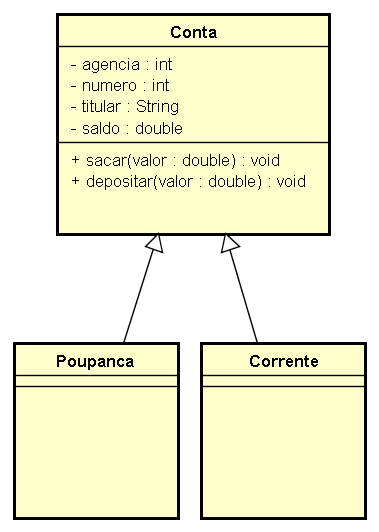 Conta
- agencia : int
- numero : int
- titular : String
- saldo : double
+ sacar(valor : double) : void
+ depositar(valor : double) : void
Poupanca
Corrente